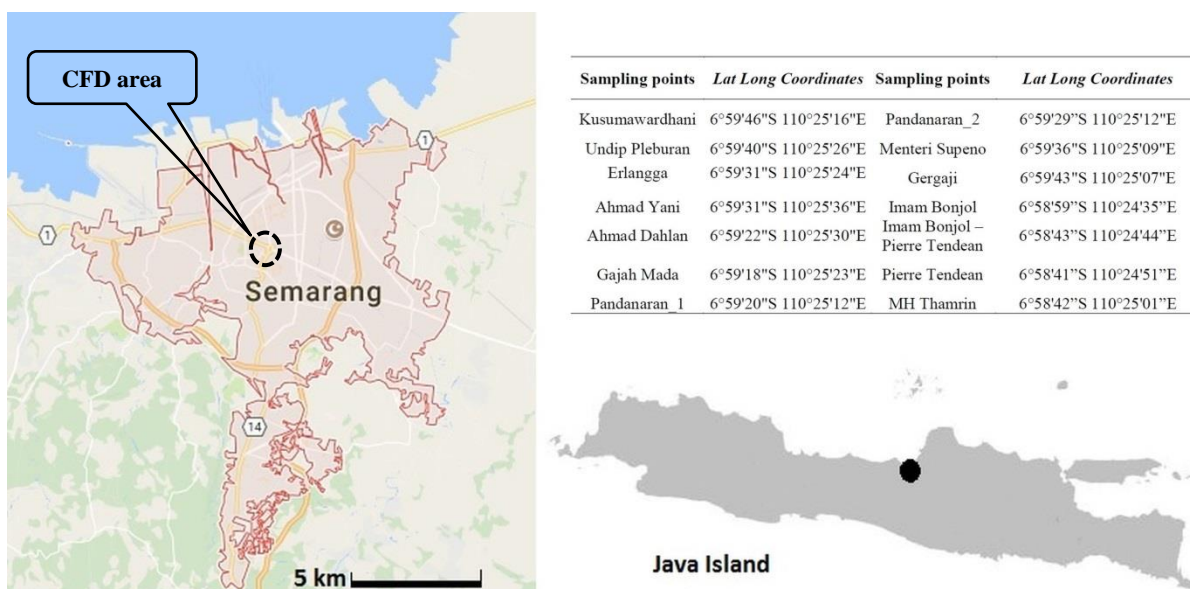 CFD area
1
1
Semarang
14
5 km
Sampling points Lat Long Coordinates Sampling points Lat Long Coordinates
Kusumawardhani 6°59'46"S 110°25'16"E Pandanaran_2 6°59'29"S 110°25'12"E
Undip Pleburan 6°59'40"S 110°25'26"E Menteri Supeno 6°59'36"S 110°25'09"E
Erlangga 6°59'31"S 110°25'24"E Gergaji 6°59'43"S 110°25'07"E
Ahmad Yani 6°59'31"S 110°25'36"E Imam Bonjol 6°58'59”S 110°24'35”E
Ahmad Dahlan 6°59'22"S 110°25'30"E Imam Bonjol – 6°58'43”S 110°24'44”E
Pierre Tendean
Gajah Mada 6°59'18"S 110°25'23"E Pierre Tendean 6°58'41”S 110°24'51”E
Pandanaran_1 6°59'20"S 110°25'12"E MH Thamrin 6°58'42”S 110°25'01”E
Java Island